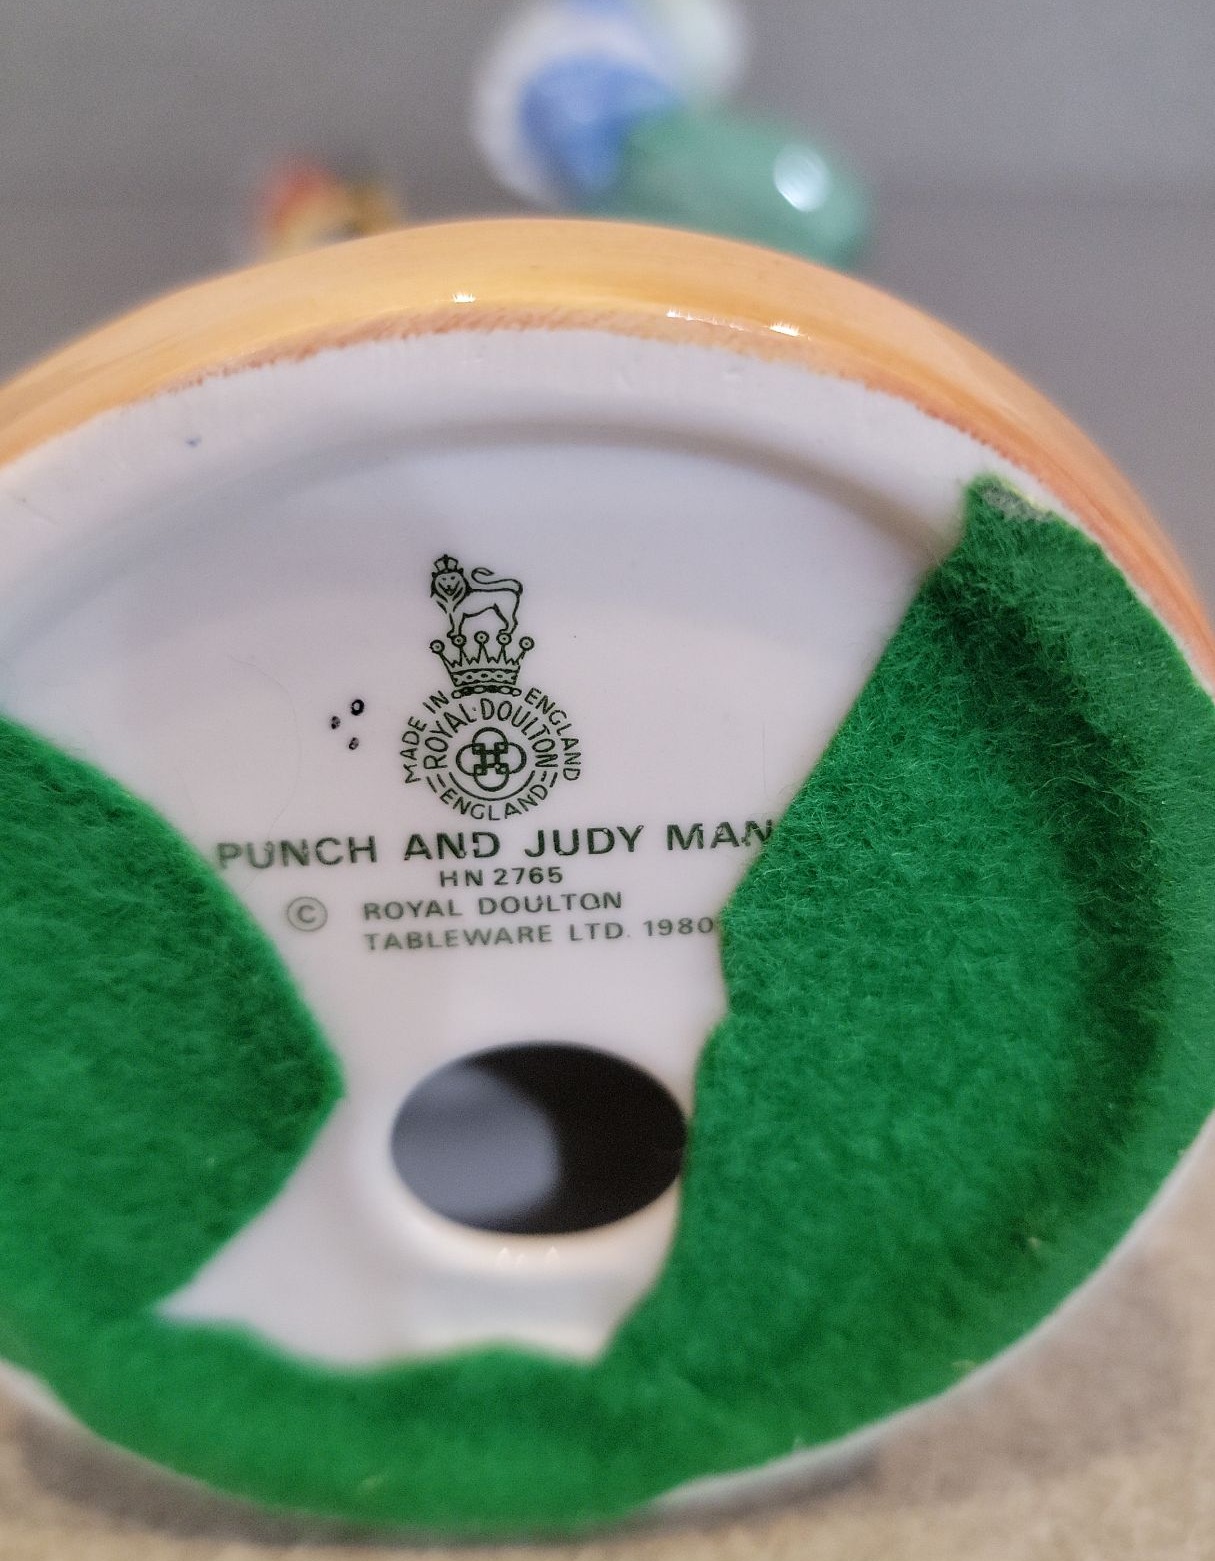 MADE IN ENGLAND
ROYAL·DOULTON
ENGLAND
PUNCH AND JUDY MAN
HN 2765
© ROYAL DOULTON
TABLEWARE LTD. 1980